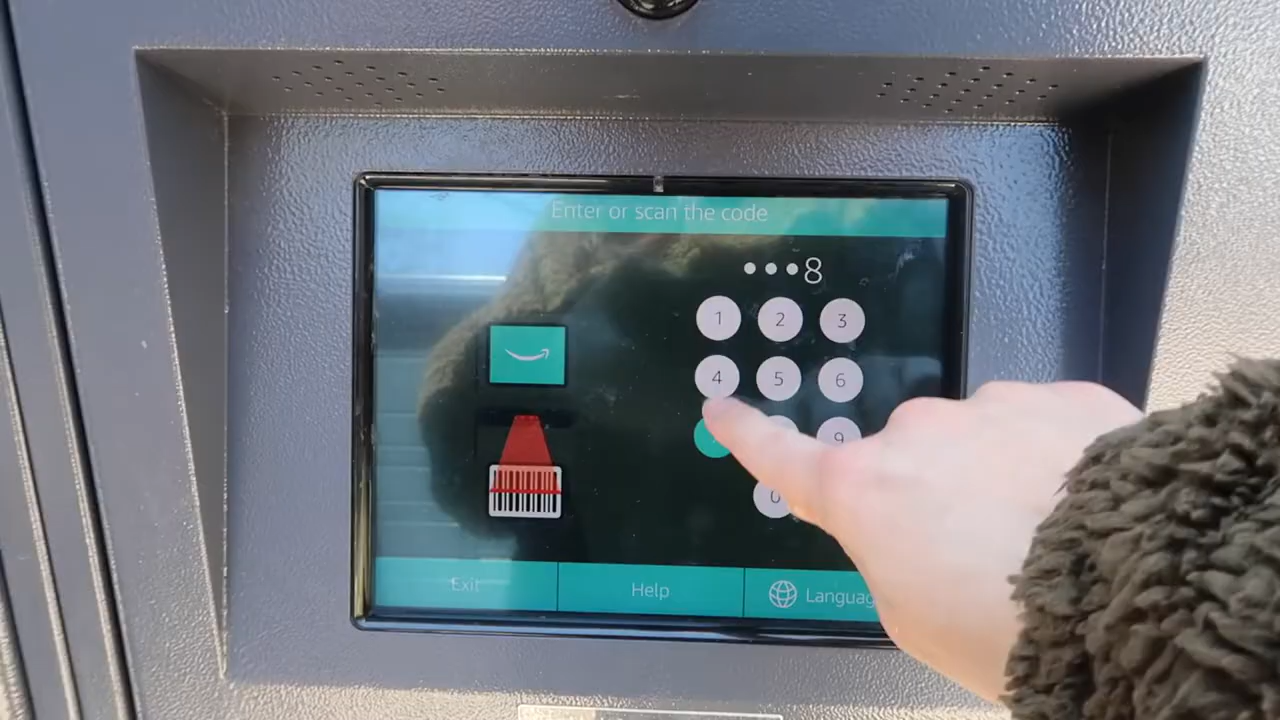 Enter or scan the code
•••8
1 2 3
4 5 6
9
0
Exit
Help
Languag